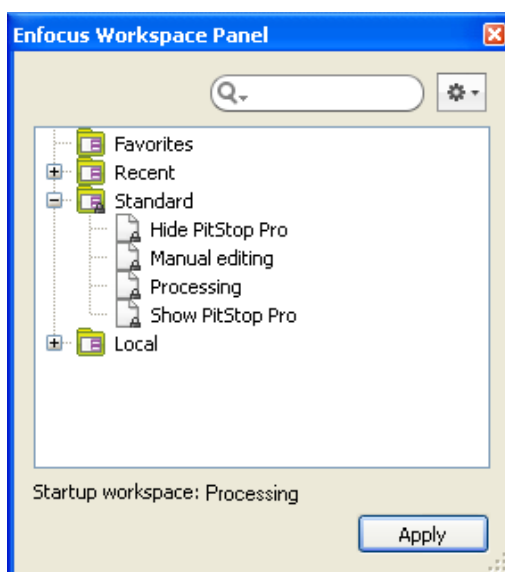 Enfocus Workspace Panel
Favorites
Recent
Standard
Hide PitStop Pro
Manual editing
Processing
Show PitStop Pro
Local
Startup workspace: Processing
Apply